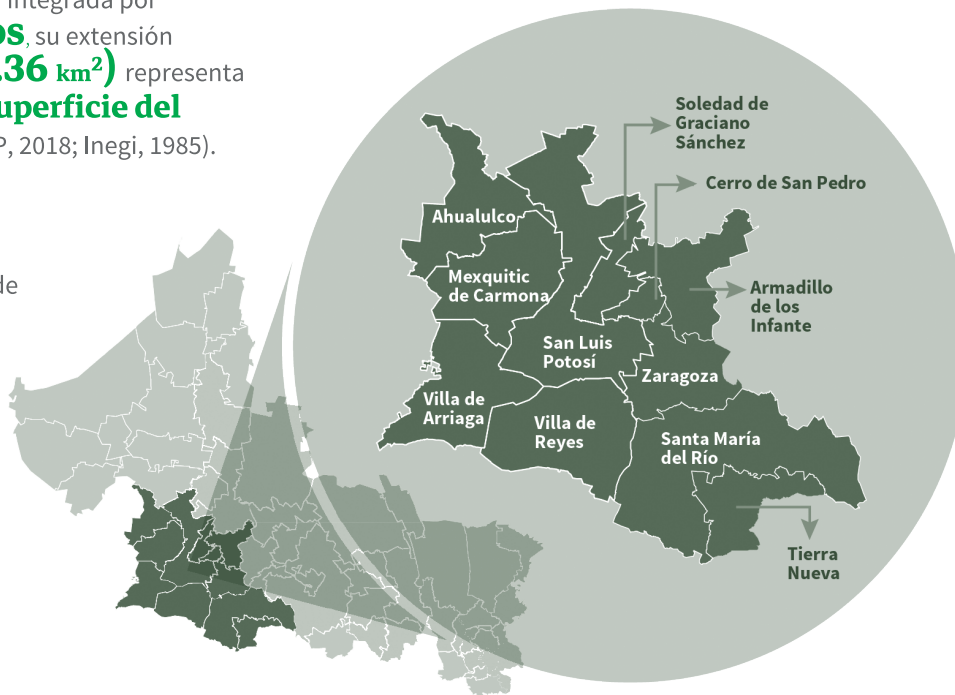 integrada por
, su extensión
36 km²) representa
superficie del
, 2018; Inegi, 1985).
de
Soledad de
Graciano
Sánchez
Cerro de San Pedro
Ahualulco
Mexquitic
de Carmona
Armadillo
de los
Infante
San Luis
Potosí
Zaragoza
Villa de
Arriaga
Villa de
Reyes
Santa María
del Río
Tierra
Nueva